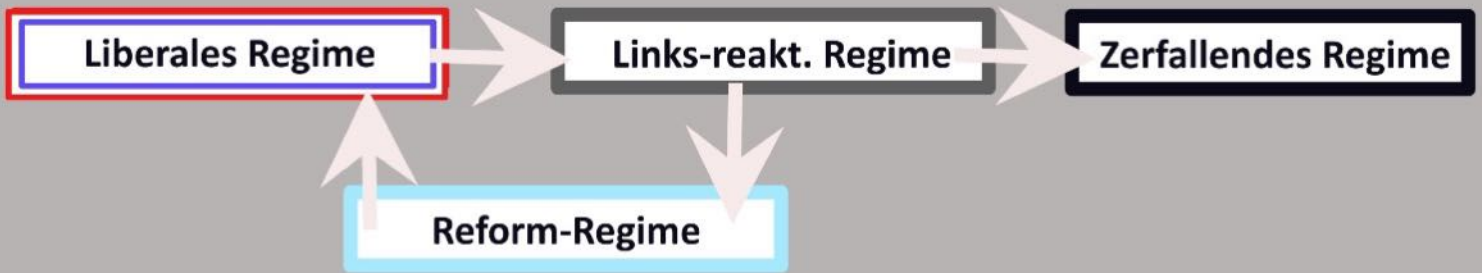 Liberales Regime
Links-reakt. Regime
Zerfallendes Regime
Reform-Regime